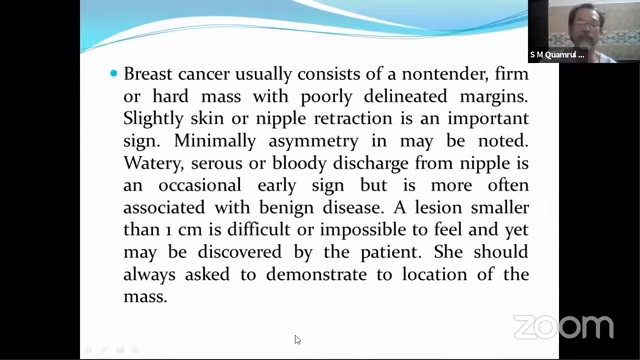 S M Quamrul ...
• Breast cancer usually consists of a nontender, firm
or hard mass with poorly delineated margins.
Slightly skin or nipple retraction is an important
sign. Minimally asymmetry in may be noted.
Watery, serous or bloody discharge from nipple is
an occasional early sign but is more often
associated with benign disease. A lesion smaller
than 1 cm is difficult or impossible to feel and yet
may be discovered by the patient. She should
always asked to demonstrate to location of the
mass.
zoom